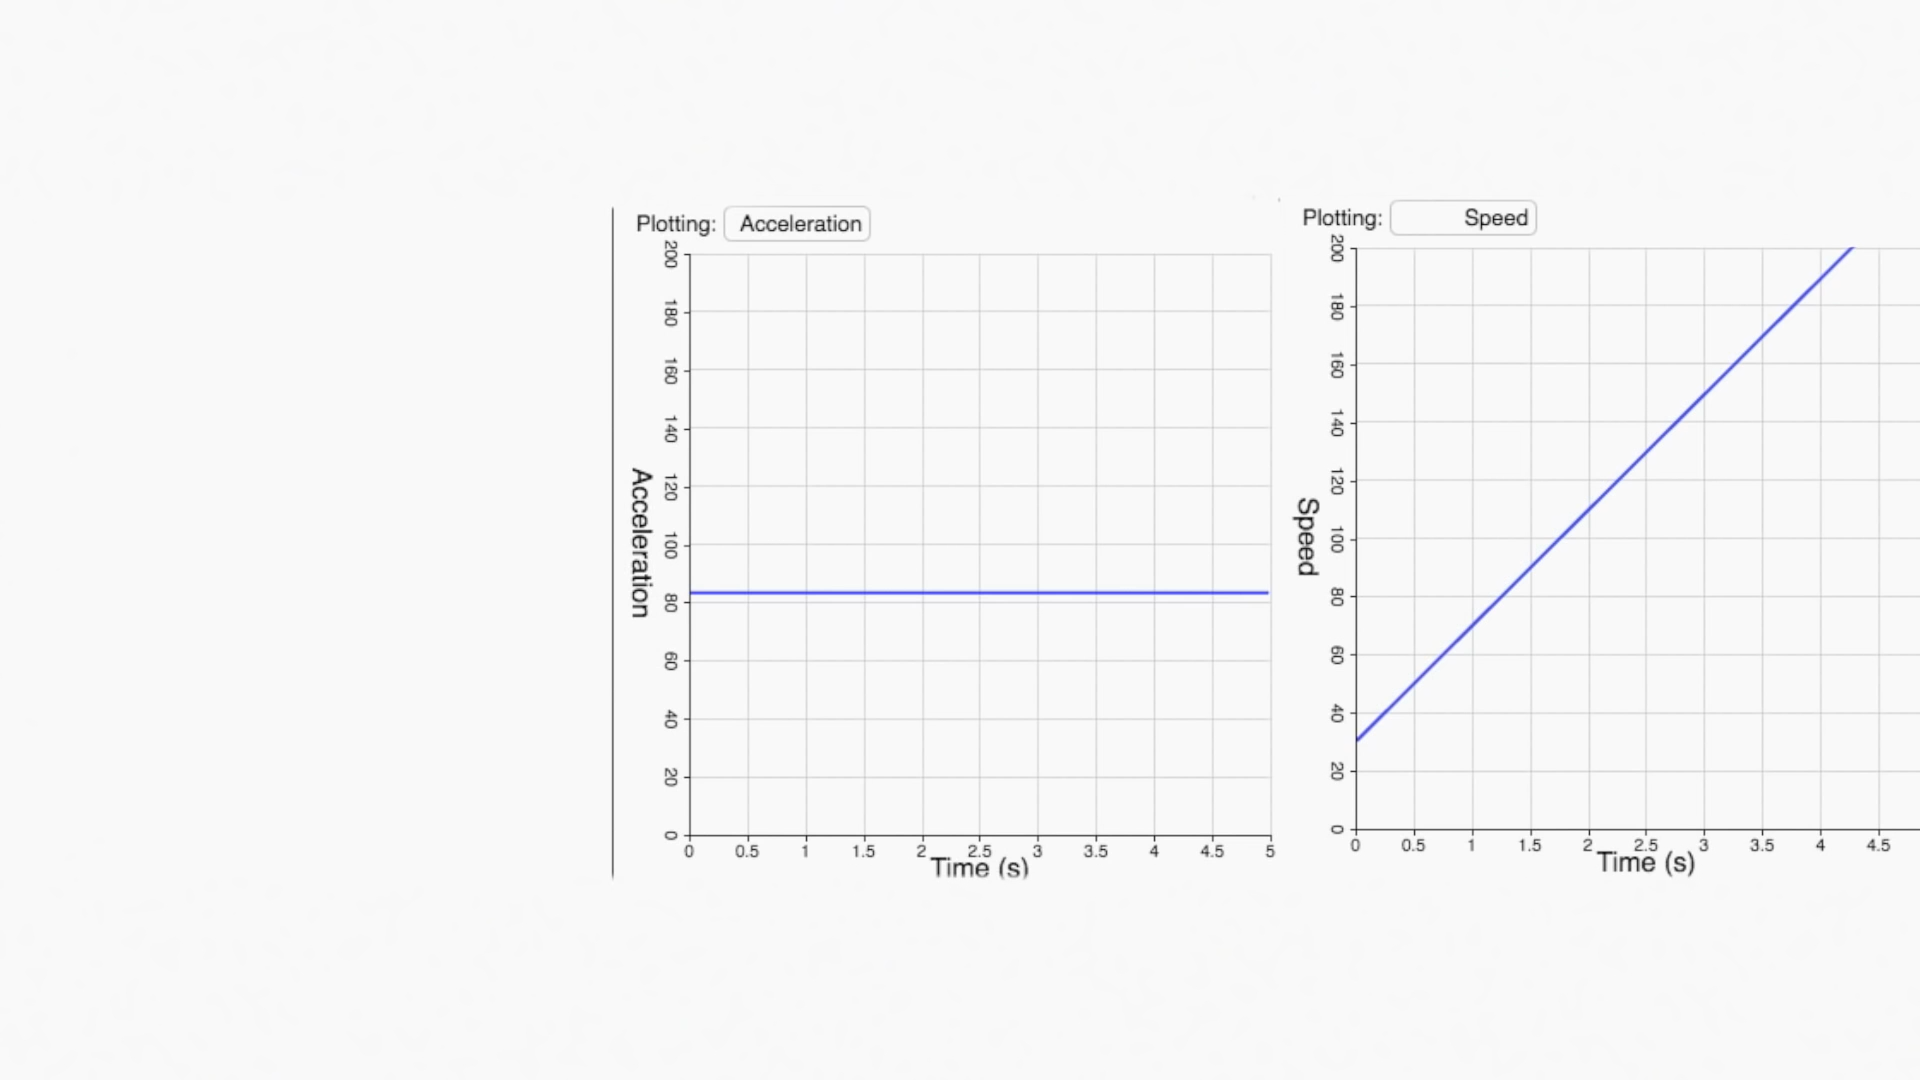 Plotting: Acceleration
200
180
160
140
120
100
80
60
40
20
0
Acceleration
0 0.5 1 1.5 2 2.5 3 3.5 4 4.5 5
Time (s)
Plotting: Speed
200
180
160
140
120
100
80
60
40
20
0
Speed
0 0.5 1 1.5 2 2.5 3 3.5 4 4.5
Time (s)